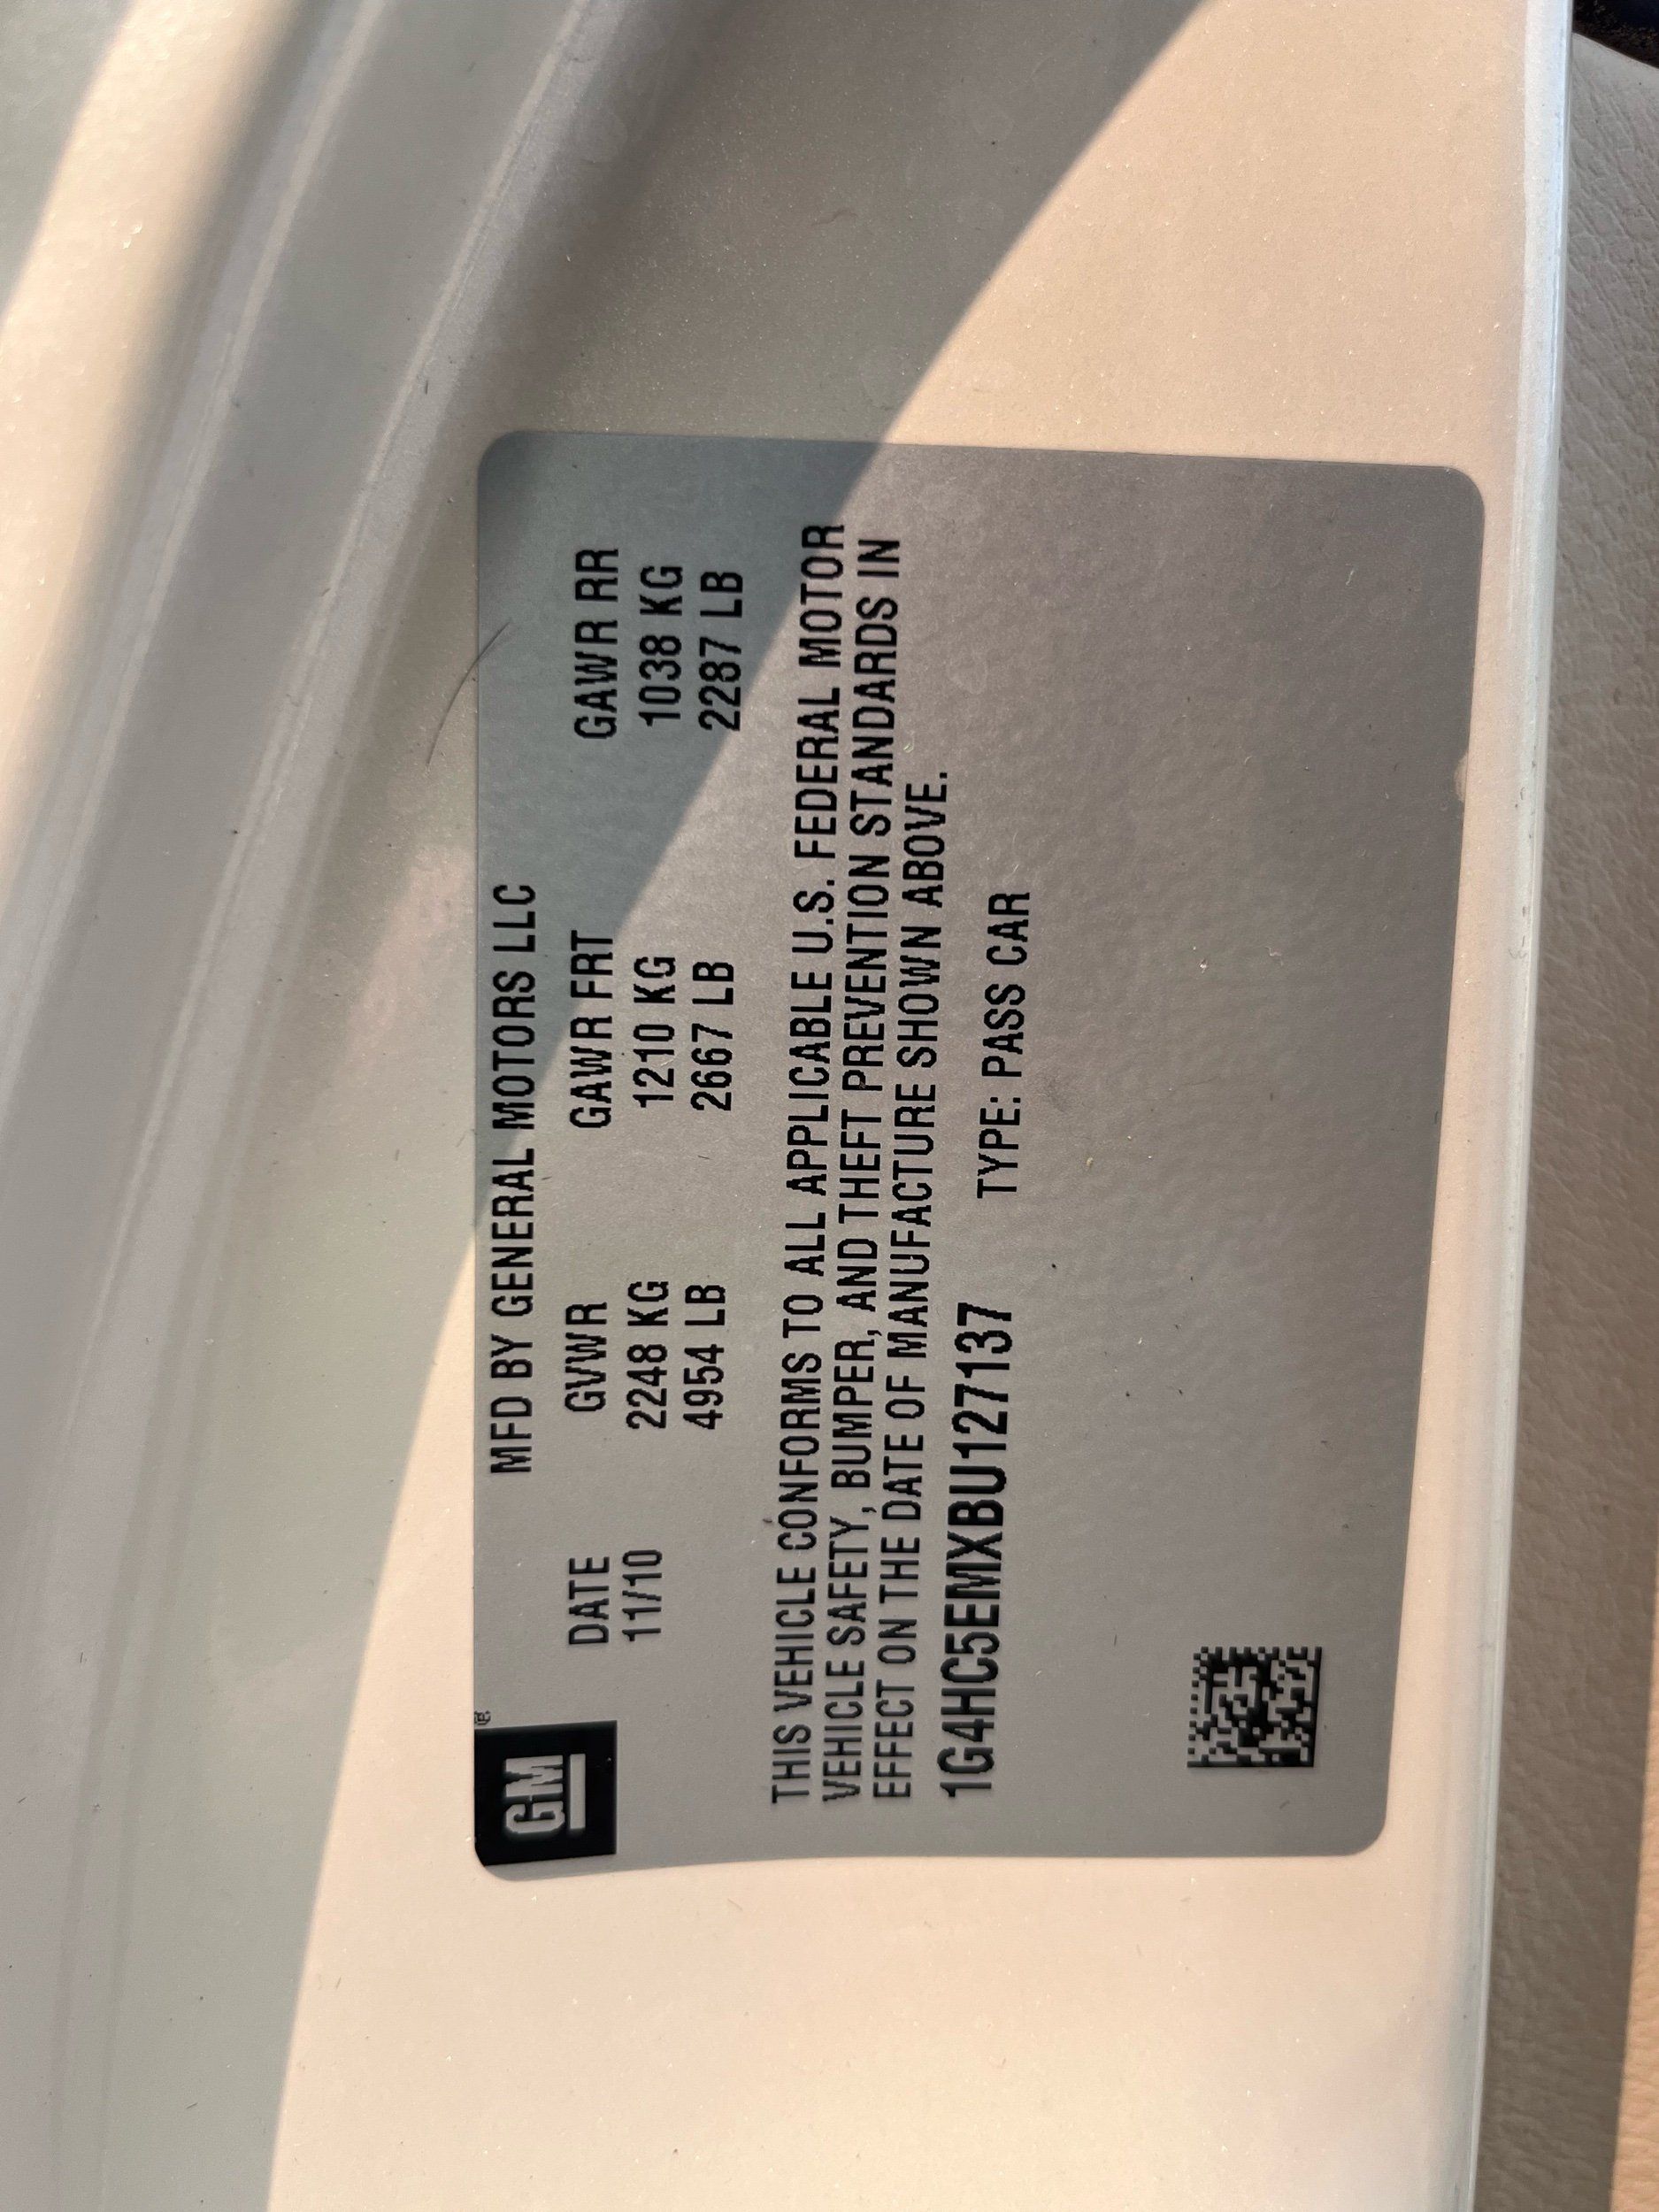 GM®
MFD BY GENERAL MOTORS LLC
DATE GVWR GAWR FRT GAWR RR
11/10 2248 KG 1210 KG 1038 KG
4954 LB 2667 LB 2287 LB
THIS VEHICLE CONFORMS TO ALL APPLICABLE U.S. FEDERAL MOTOR
VEHICLE SAFETY, BUMPER, AND THEFT PREVENTION STANDARDS IN
EFFECT ON THE DATE OF MANUFACTURE SHOWN ABOVE.
1G4HC5EMXBU127137 TYPE: PASS CAR